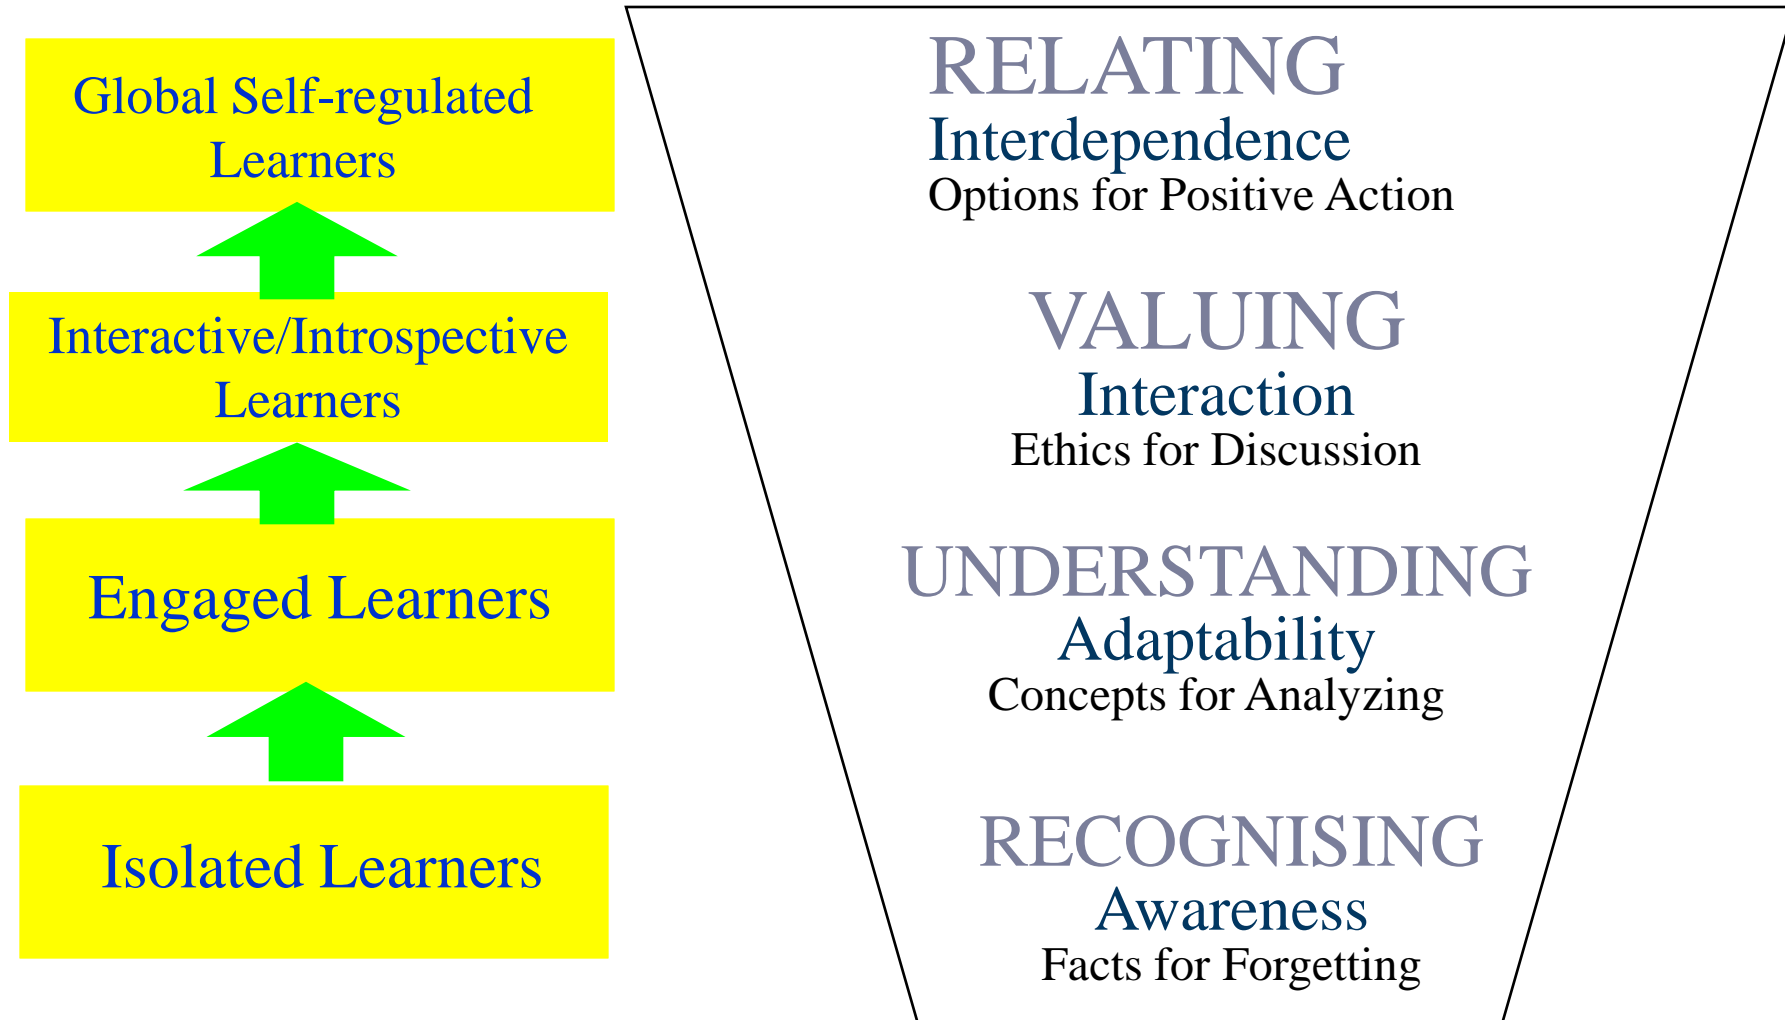 Global Self-regulated
Learners
Interactive/Introspective
Learners
Engaged Learners
Isolated Learners
RELATING
Interdependence
Options for Positive Action
VALUING
Interaction
Ethics for Discussion
UNDERSTANDING
Adaptability
Concepts for Analyzing
RECOGNISING
Awareness
Facts for Forgetting